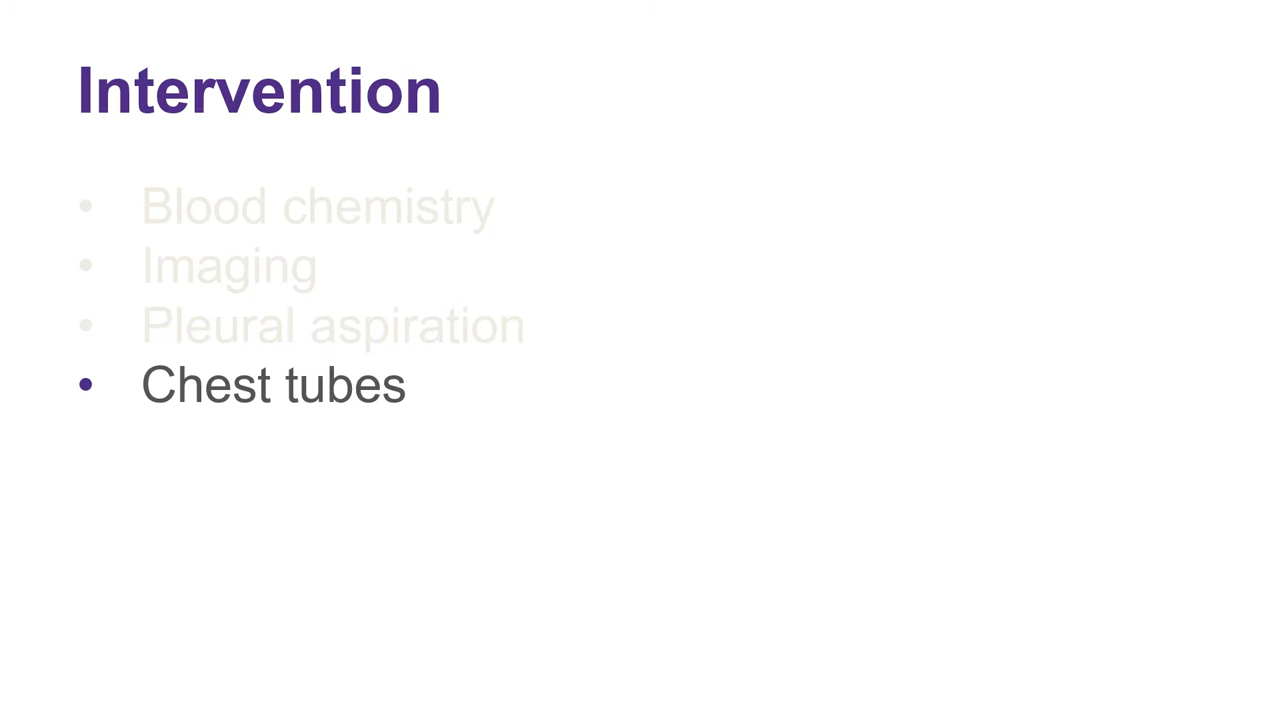 Intervention
• Blood chemistry
• Imaging
• Pleural aspiration
• Chest tubes